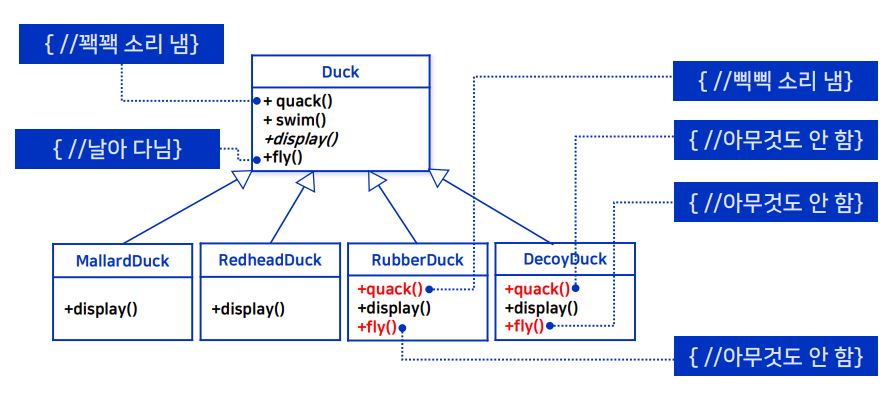 { //꽥꽥 소리 냄}
{ //날아 다님}
Duck
+ quack()
+ swim()
+display()
+fly()
{ //삑삑 소리 냄}
{ //아무것도 안 함}
{ //아무것도 안 함}
MallardDuck
+display()
RedheadDuck
+display()
RubberDuck
+quack()
+display()
+fly()
DecoyDuck
+quack()
+display()
+fly()
{ //아무것도 안 함}